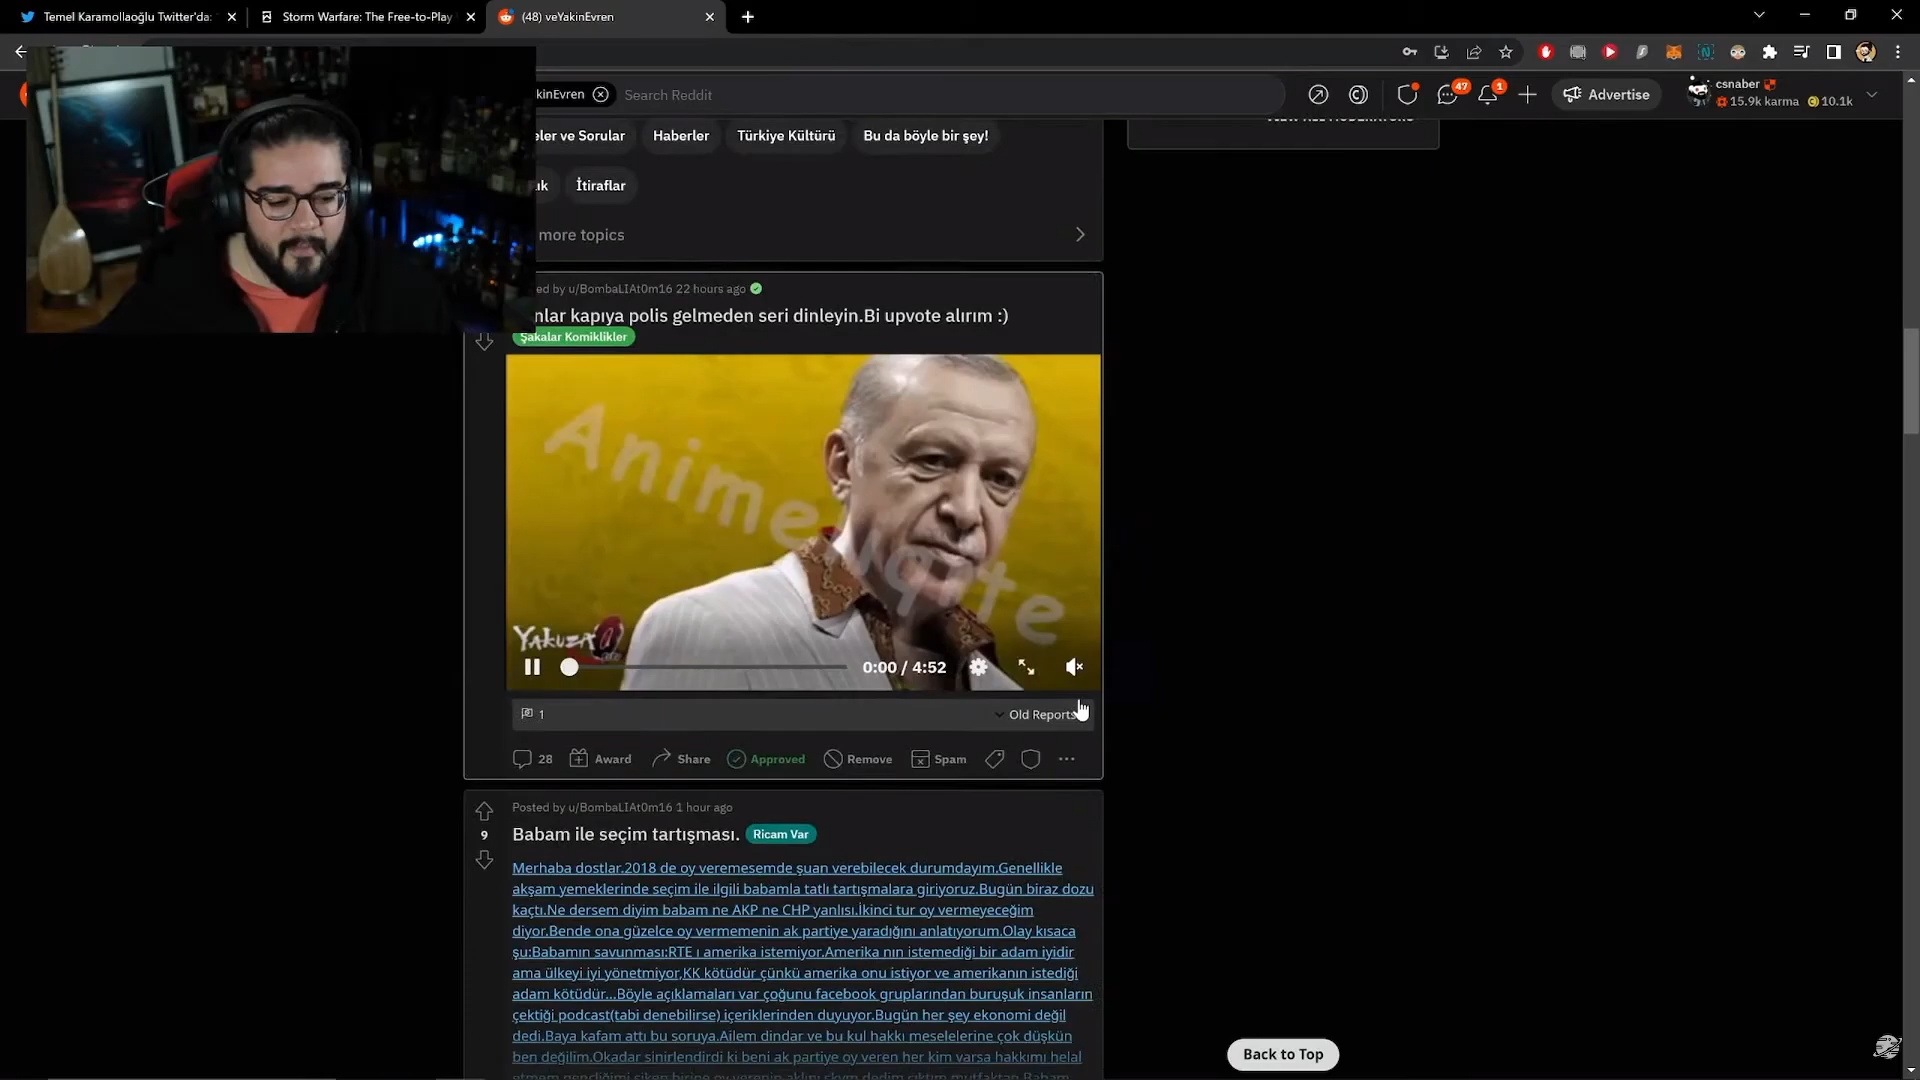 Temel Karamollaoğlu Twitter'da:
Storm Warfare: The Free-to-Play
(48) veYakinEvren
kinEvren
Search Reddit
47
1
Advertise
csnaber
15.9k karma
10.1k
eler ve Sorular
Haberler
Türkiye Kültürü
Bu da böyle bir şey!
uk
İtiraflar
more topics
ed by u/BombaLIAt0m16 22 hours ago
nlar kapıya polis gelmeden seri dinleyin.Bi upvote alırım :)
Şakalar Komiklikler
Anime
YAKUZA 0
0:00 / 4:52
1
Old Reports
28
Award
Share
Approved
Remove
Spam
Posted by u/BombaLIAt0m16 1 hour ago
9
Babam ile seçim tartışması.
Ricam Var
Merhaba dostlar.2018 de oy veremesemde şuan verebilecek durumdayım.Genellikle
akşam yemeklerinde seçim ile ilgili babamla tatlı tartışmalara giriyoruz.Bugün biraz dozu
kaçtı.Ne dersem diyim babam ne AKP ne CHP yanlısı.İkinci tur oy vermeyeceğim
diyor.Bende ona güzelce oy vermemenin ak partiye yaradığını anlatıyorum.Olay kısaca
şu:Babamın savunması:RTE ı amerika istemiyor.Amerika nın istemediği bir adam iyidir
ama ülkeyi iyi yönetmiyor,KK kötüdür çünkü amerika onu istiyor ve amerikanın istediği
adam kötüdür...Böyle açıklamaları var çoğunu facebook gruplarından buruşuk insanların
çektiği podcast(tabi denebilirse) içeriklerinden duyuyor.Bugün her şey ekonomi değil
dedi.Baya kafam attı bu soruya.Ailem dindar ve bu kul hakkı meselelerine çok düşkün
ben değilim.Okadar sinirlendirdi ki beni ak partiye oy veren her kim varsa hakkımı helal
Back to Top